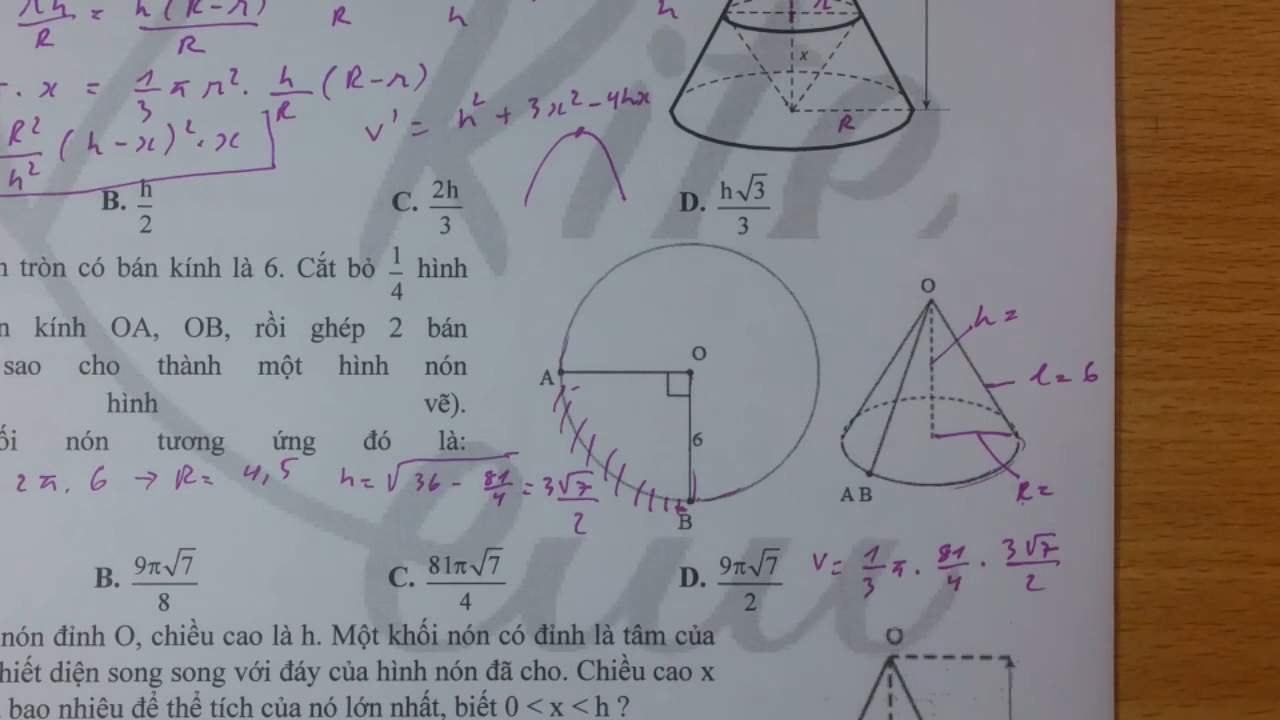 = h(R-r)
R R R h h r
. x = 1/3 π r². h/R (R-r) x
R²/h² (h-x)². x V' = h² + 3x² - 4hx R
B. h/2 C. 2h/3 D. h√3/3
tròn có bán kính là 6. Cắt bỏ 1/4 hình
kính OA, OB, rồi ghép 2 bán
sao cho thành một hình nón
hình vẽ).
nón tương ứng đó là:
O A 6 B
O h = l = 6 AB R =
2π. 6 → R = 4,5 h = √36 - 81/4 = 3√7/2
B. 9π√7/8 C. 81π√7/4 D. 9π√7/2 V = 1/3 π. 81/4 . 3√7/2
nón đỉnh O, chiều cao là h. Một khối nón có đỉnh là tâm của O
thiết diện song song với đáy của hình nón đã cho. Chiều cao x
bao nhiêu để thể tích của nó lớn nhất, biết 0 < x < h ?